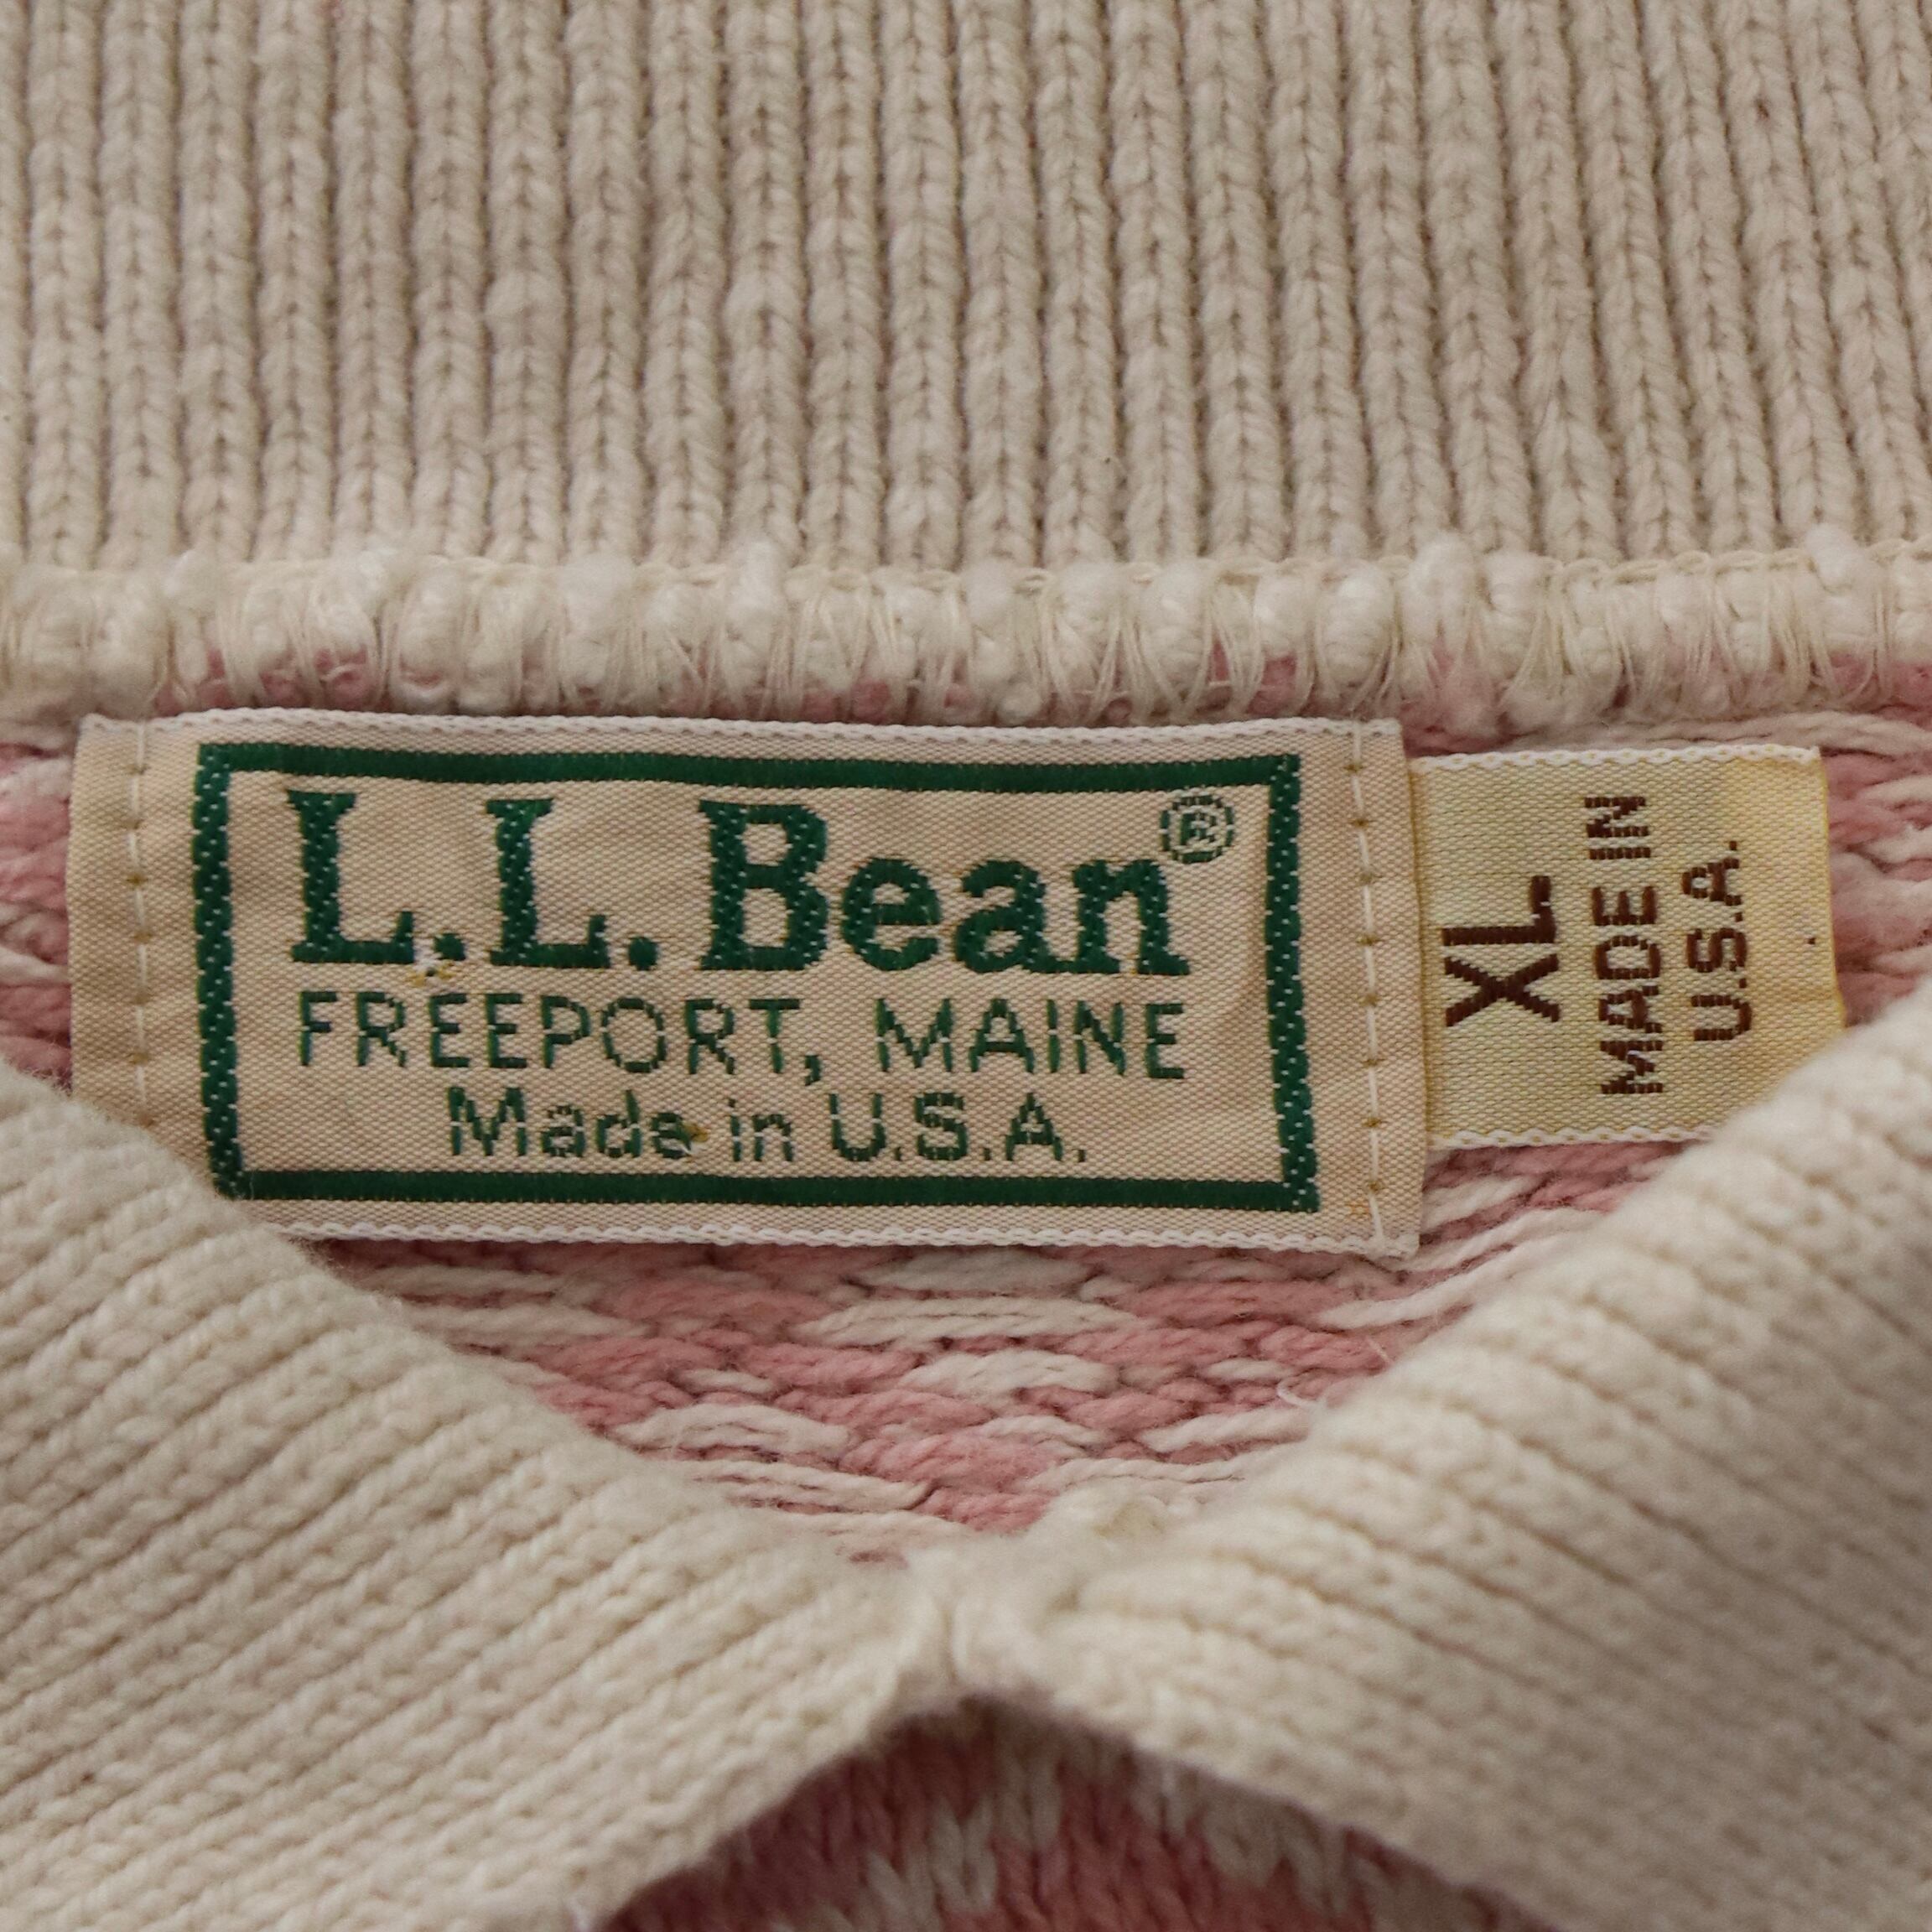 L.L.Bean®
FREEPORT, MAINE
Made in U.S.A.
XL
MADE IN
U.S.A.